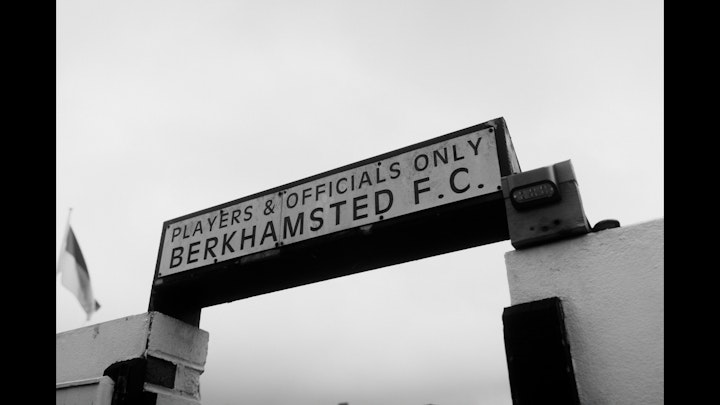 PLAYERS & OFFICIALS ONLY
BERKHAMSTED F.C.